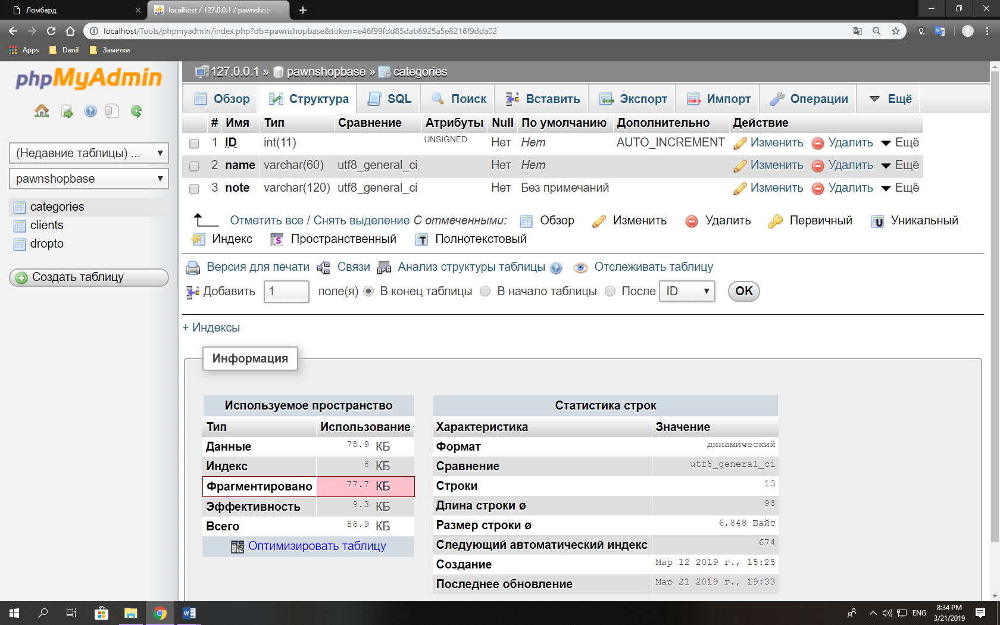 Ломбард
localhost / 127.0.0.1 / pawnshopb
localhost/Tools/phpmyadmin/index.php?db=pawnshopbase&token=e46f99fdd85dab6925a5e6216f9dda02
Apps Danil Заметки
phpMyAdmin
(Недавние таблицы) ...
pawnshopbase
categories
clients
dropto
Создать таблицу
127.0.0.1 » pawnshopbase » categories
Обзор Структура SQL Поиск Вставить Экспорт Импорт Операции Ещё
# Имя Тип Сравнение Атрибуты Null По умолчанию Дополнительно Действие
1 ID int(11) UNSIGNED Нет Нет AUTO_INCREMENT Изменить Удалить Ещё
2 name varchar(60) utf8_general_ci Нет Нет Изменить Удалить Ещё
3 note varchar(120) utf8_general_ci Нет Без примечаний Изменить Удалить Ещё
Отметить все / Снять выделение С отмеченными: Обзор Изменить Удалить Первичный Уникальный
Индекс Пространственный Полнотекстовый
Версия для печати Связи Анализ структуры таблицы Отслеживать таблицу
Добавить 1 поле(я) В конец таблицы В начало таблицы После ID OK
+ Индексы
Информация
Используемое пространство
Тип Использование
Данные 78.9 КБ
Индекс 8 КБ
Фрагментировано 77.7 КБ
Эффективность 9.3 КБ
Всего 86.9 КБ
Оптимизировать таблицу
Статистика строк
Характеристика Значение
Формат динамический
Сравнение utf8_general_ci
Строки 13
Длина строки ø 98
Размер строки ø 6,848 Байт
Следующий автоматический индекс 674
Создание Мар 12 2019 г., 15:25
Последнее обновление Мар 21 2019 г., 19:33
ENG
8:34 PM
3/21/2019